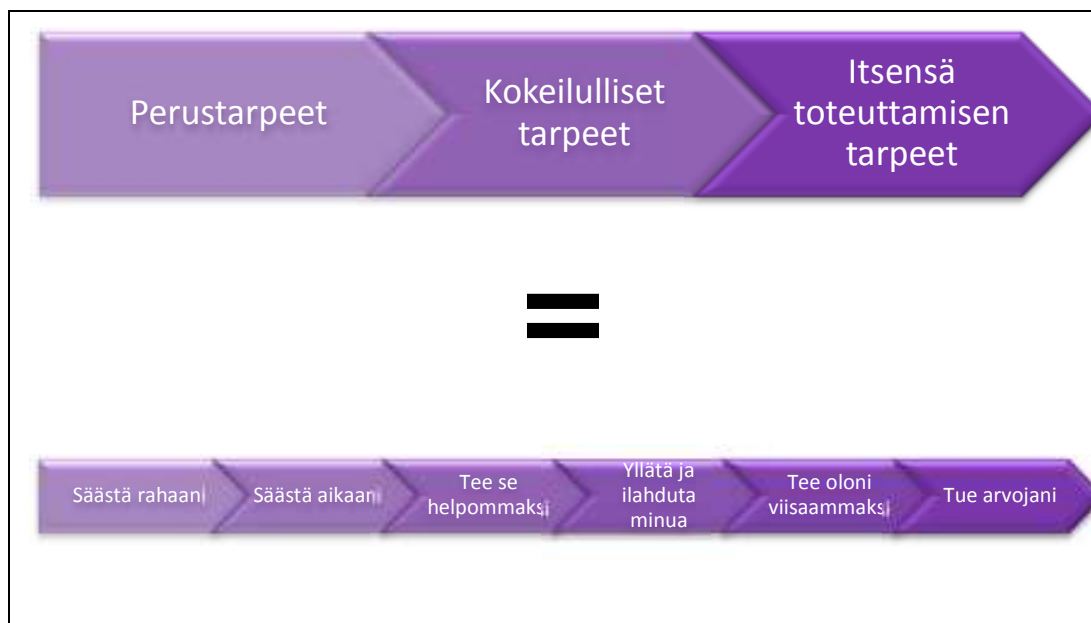 Perustarpeet
Kokeilulliset
tarpeet
Itsensä
toteuttamisen
tarpeet
=
Säästä rahaani
Säästä aikaani
Tee se
helpommaksi
Yllätä ja
ilahduta
minua
Tee oloni
viisaammaksi
Tue arvojani